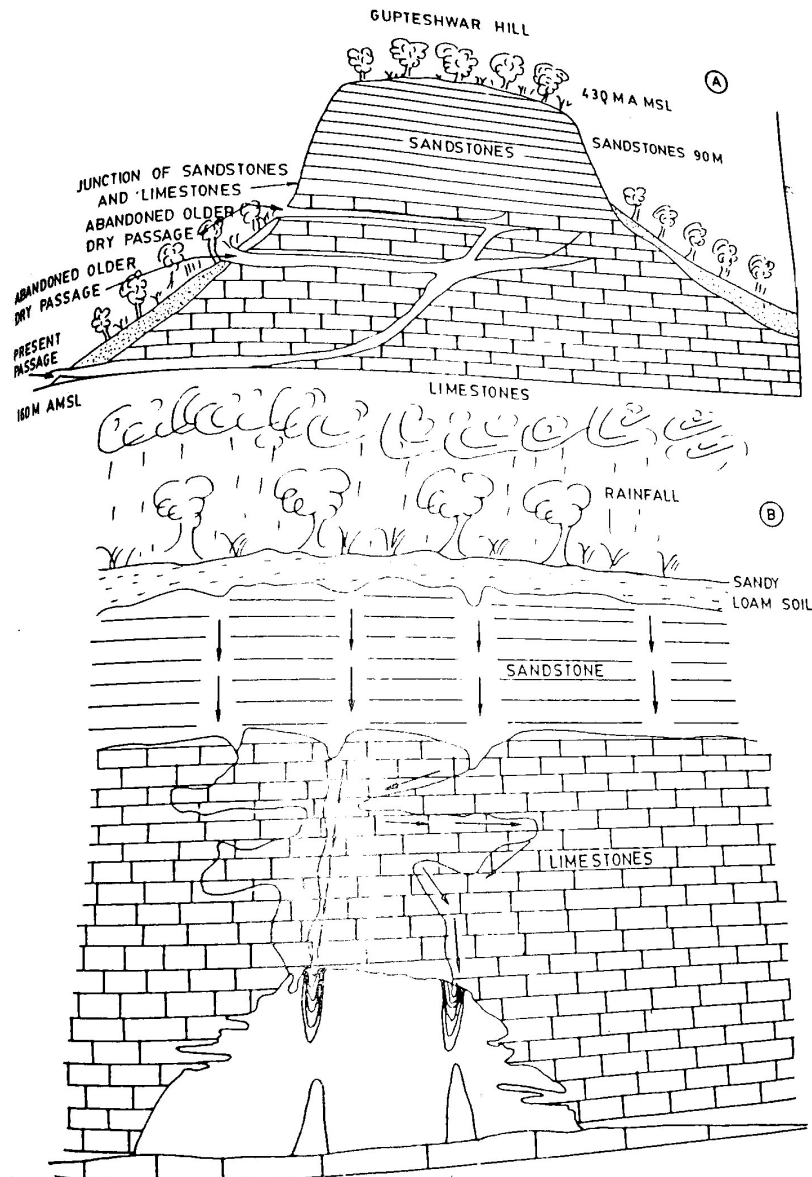 GUPTESHWAR HILL
A
430 M A MSL
SANDSTONES
SANDSTONES 90M
JUNCTION OF SANDSTONES
AND LIMESTONES
ABANDONED OLDER
DRY PASSAGE
ABANDONED OLDER
DRY PASSAGE
PRESENT
PASSAGE
160M AMSL
LIMESTONES
RAINFALL
B
SANDY
LOAM SOIL
SANDSTONE
LIMESTONES